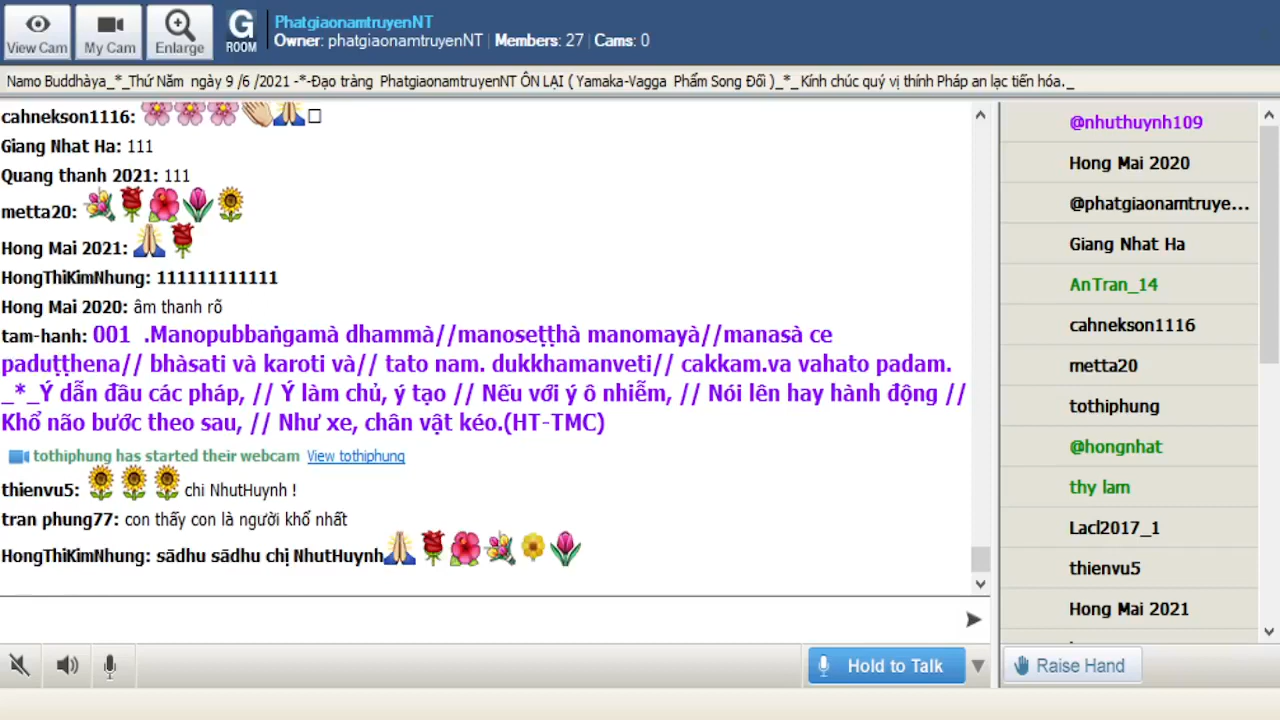 View Cam
My Cam
Enlarge
G
ROOM
PhatgiaonamtruyenNT
Owner: phatgiaonamtruyenNT | Members: 27 | Cams: 0
Namo Buddhàya_*_Thứ Năm ngày 9 /6 /2021 -*-Đạo tràng PhatgiaonamtruyenNT ÔN LẠI ( Yamaka-Vagga Phẩm Song Đối )_*_Kính chúc quý vị thính Pháp an lạc tiến hóa._
cahnekson1116: 🌸🌸🌸👏🙏□
Giang Nhat Ha: 111
Quang thanh 2021: 111
metta20: 💐🌹🌺🌷🌻
Hong Mai 2021: 🙏🌹
HongThiKimNhung: 111111111111
Hong Mai 2020: âm thanh rõ
tam-hanh: 001 .Manopubbaṅgamà dhammà//manoseṭṭhà manomayà//manasà ce
paduṭṭhena// bhàsati và karoti và// tato nam. dukkhamanveti// cakkam.va vahato padam.
_*_Ý dẫn đầu các pháp, // Ý làm chủ, ý tạo // Nếu với ý ô nhiễm, // Nói lên hay hành động //
Khổ não bước theo sau, // Như xe, chân vật kéo.(HT-TMC)
tothiphung has started their webcam View tothiphung
thienvu5: 🌻🌻🌻 chi NhutHuynh !
tran phung77: con thấy con là người khổ nhất
HongThiKimNhung: sādhu sādhu chị NhutHuynh🙏🌹🌺💐🌼🌷
@nhuthuynh109
Hong Mai 2020
@phatgiaonamtruye...
Giang Nhat Ha
AnTran_14
cahnekson1116
metta20
tothiphung
@hongnhat
thy lam
Lacl2017_1
thienvu5
Hong Mai 2021
Hold to Talk
Raise Hand